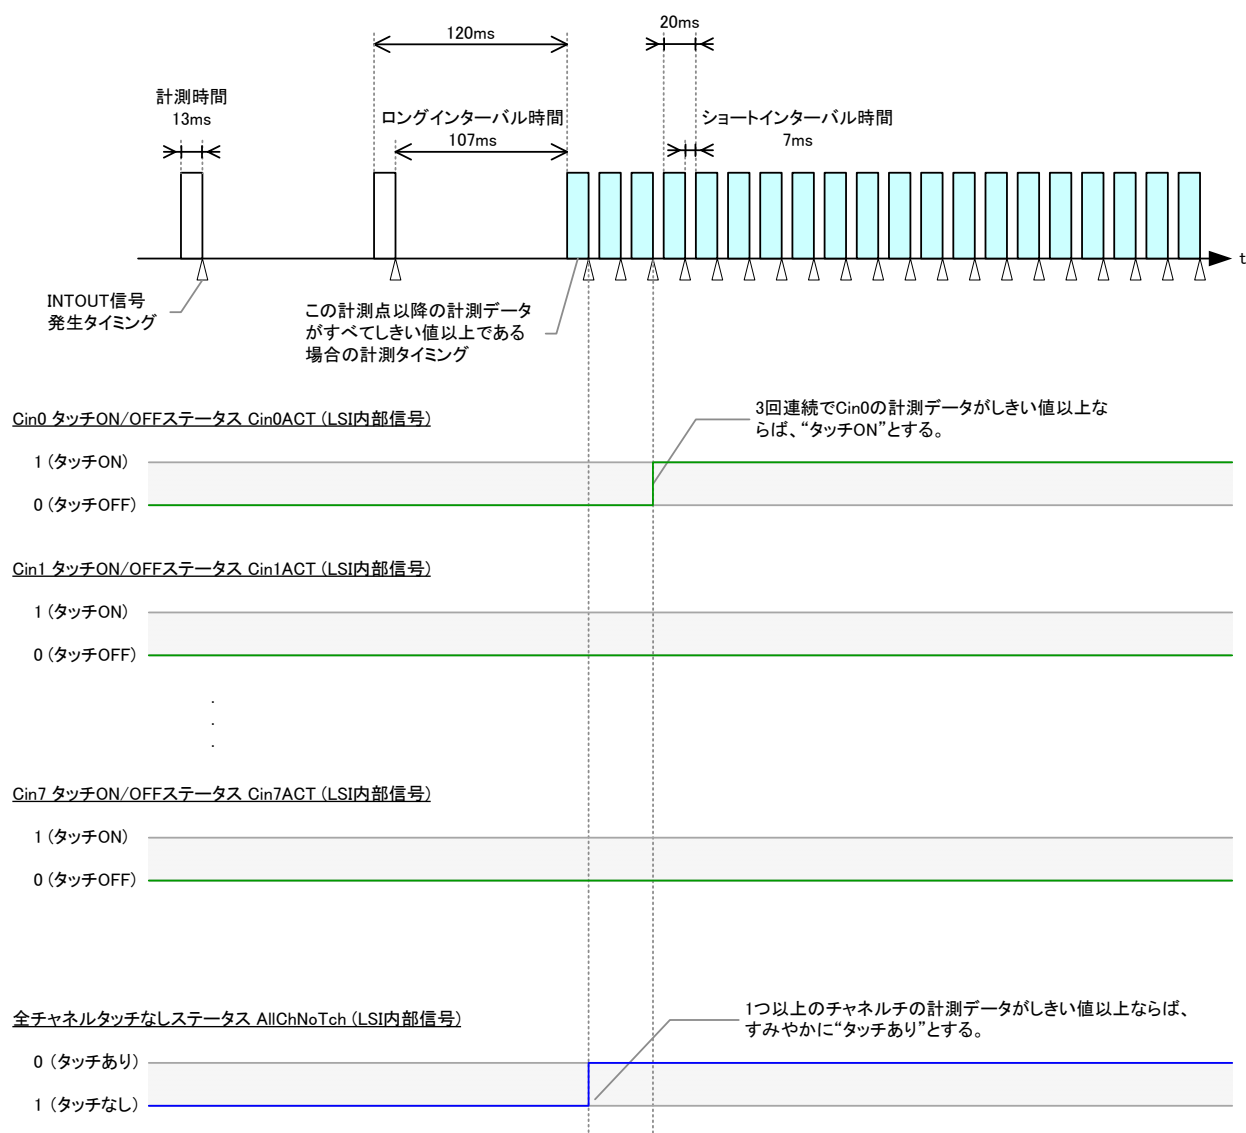 120ms
20ms
計測時間
13ms
ロングインターバル時間
107ms
ショートインターバル時間
7ms
t
INTOUT信号
発生タイミング
この計測点以降の計測データ
がすべてしきい値以上である
場合の計測タイミング
Cin0 タッチON/OFFステータス Cin0ACT (LSI内部信号)
3回連続でCin0の計測データがしきい値以上な
らば、“タッチON”とする。
1 (タッチON)
0 (タッチOFF)
Cin1 タッチON/OFFステータス Cin1ACT (LSI内部信号)
1 (タッチON)
0 (タッチOFF)
.
.
.
Cin7 タッチON/OFFステータス Cin7ACT (LSI内部信号)
1 (タッチON)
0 (タッチOFF)
全チャネルタッチなしステータス AllChNoTch (LSI内部信号)
1つ以上のチャネルチの計測データがしきい値以上ならば、
すみやかに“タッチあり”とする。
0 (タッチあり)
1 (タッチなし)